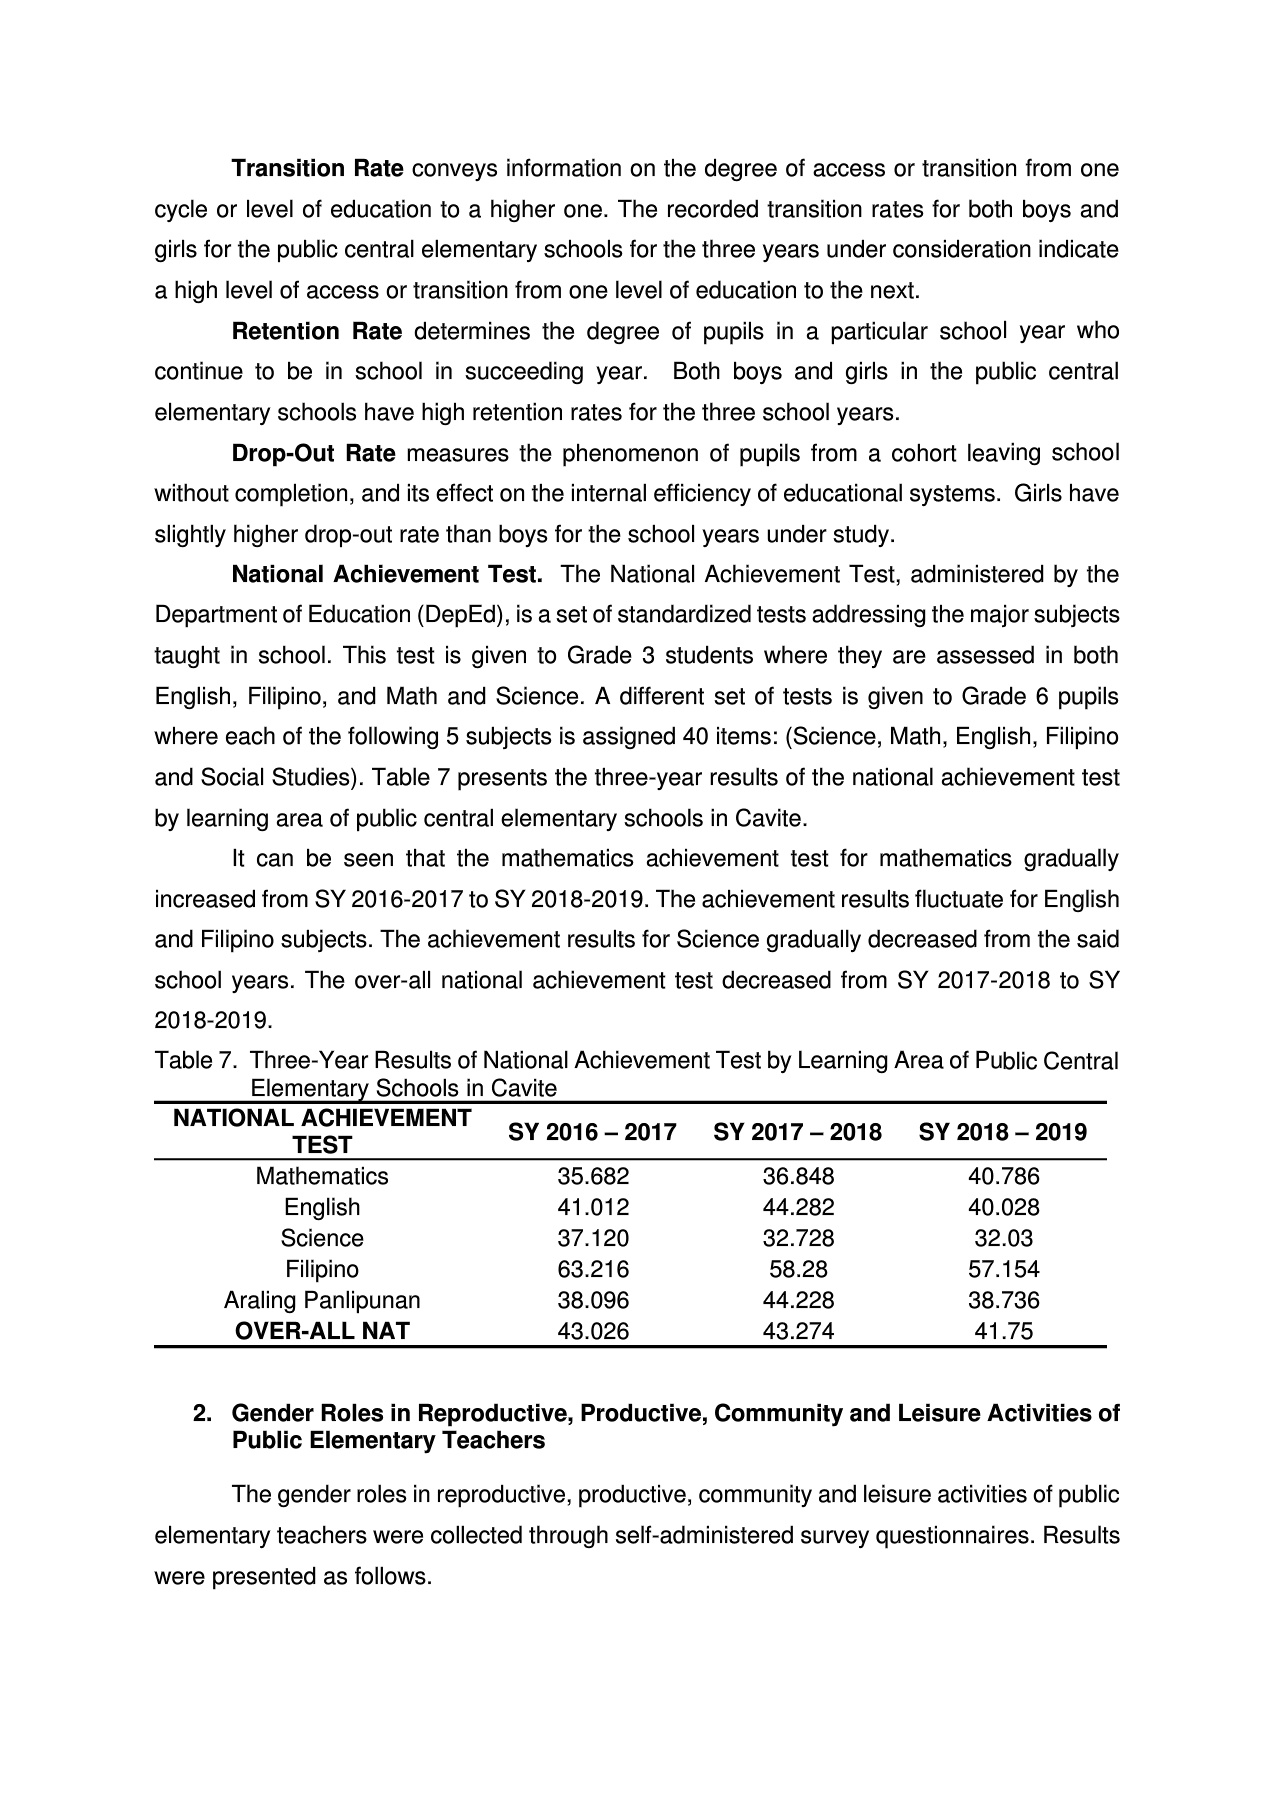 Transition Rate conveys information on the degree of access or transition from one
cycle or level of education to a higher one. The recorded transition rates for both boys and
girls for the public central elementary schools for the three years under consideration indicate
a high level of access or transition from one level of education to the next.
Retention Rate determines the degree of pupils in a particular school year who
continue to be in school in succeeding year. Both boys and girls in the public central
elementary schools have high retention rates for the three school years.
Drop-Out Rate measures the phenomenon of pupils from a cohort leaving school
without completion, and its effect on the internal efficiency of educational systems. Girls have
slightly higher drop-out rate than boys for the school years under study.
National Achievement Test. The National Achievement Test, administered by the
Department of Education (DepEd), is a set of standardized tests addressing the major subjects
taught in school. This test is given to Grade 3 students where they are assessed in both
English, Filipino, and Math and Science. A different set of tests is given to Grade 6 pupils
where each of the following 5 subjects is assigned 40 items: (Science, Math, English, Filipino
and Social Studies). Table 7 presents the three-year results of the national achievement test
by learning area of public central elementary schools in Cavite.
It can be seen that the mathematics achievement test for mathematics gradually
increased from SY 2016-2017 to SY 2018-2019. The achievement results fluctuate for English
and Filipino subjects. The achievement results for Science gradually decreased from the said
school years. The over-all national achievement test decreased from SY 2017-2018 to SY
2018-2019.
Table 7. Three-Year Results of National Achievement Test by Learning Area of Public Central
Elementary Schools in Cavite
NATIONAL ACHIEVEMENT
TEST SY 2016 – 2017 SY 2017 – 2018 SY 2018 – 2019
Mathematics 35.682 36.848 40.786
English 41.012 44.282 40.028
Science 37.120 32.728 32.03
Filipino 63.216 58.28 57.154
Araling Panlipunan 38.096 44.228 38.736
OVER-ALL NAT 43.026 43.274 41.75
2. Gender Roles in Reproductive, Productive, Community and Leisure Activities of
Public Elementary Teachers
The gender roles in reproductive, productive, community and leisure activities of public
elementary teachers were collected through self-administered survey questionnaires. Results
were presented as follows.